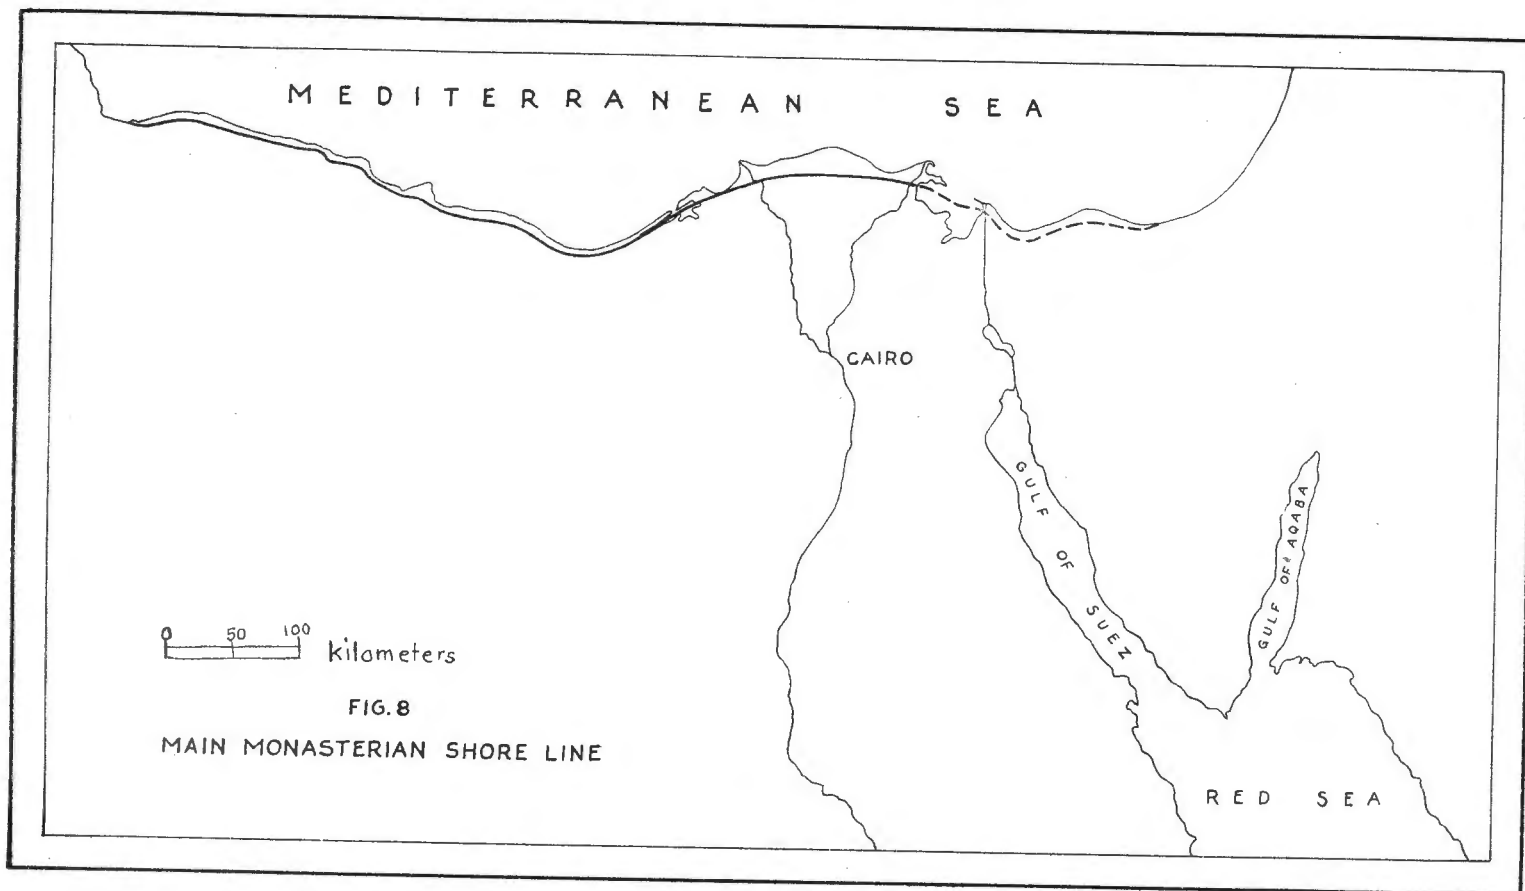 MEDITERRANEAN SEA
CAIRO
GULF OF SUEZ
GULF OF AQABA
0 50 100
kilometers
FIG. 8
MAIN MONASTERIAN SHORE LINE
RED SEA